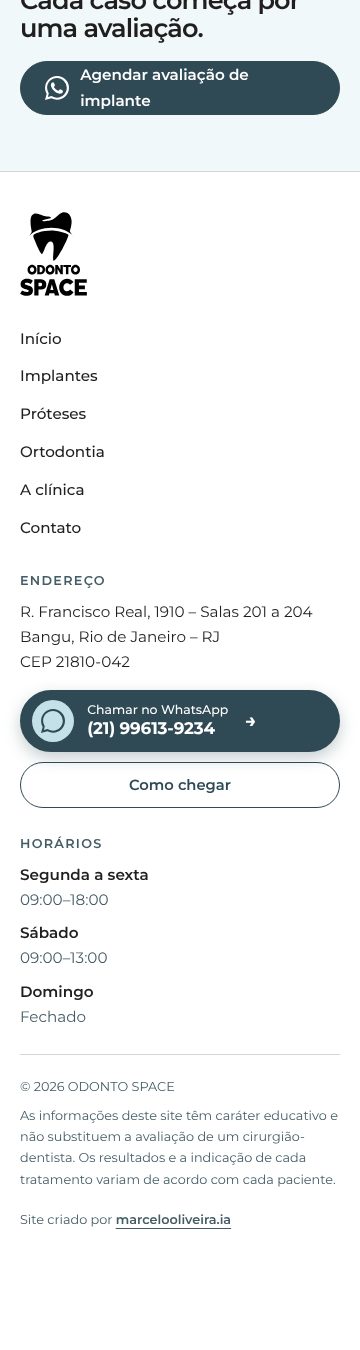 Cada caso começa por
uma avaliação.
Agendar avaliação de
implante
ODONTO
SPACE
Início
Implantes
Próteses
Ortodontia
A clínica
Contato
ENDEREÇO
R. Francisco Real, 1910 – Salas 201 a 204
Bangu, Rio de Janeiro – RJ
CEP 21810-042
Chamar no WhatsApp
(21) 99613-9234 →
Como chegar
HORÁRIOS
Segunda a sexta
09:00–18:00
Sábado
09:00–13:00
Domingo
Fechado
© 2026 ODONTO SPACE
As informações deste site têm caráter educativo e
não substituem a avaliação de um cirurgião-
dentista. Os resultados e a indicação de cada
tratamento variam de acordo com cada paciente.
Site criado por marcelooliveira.ia